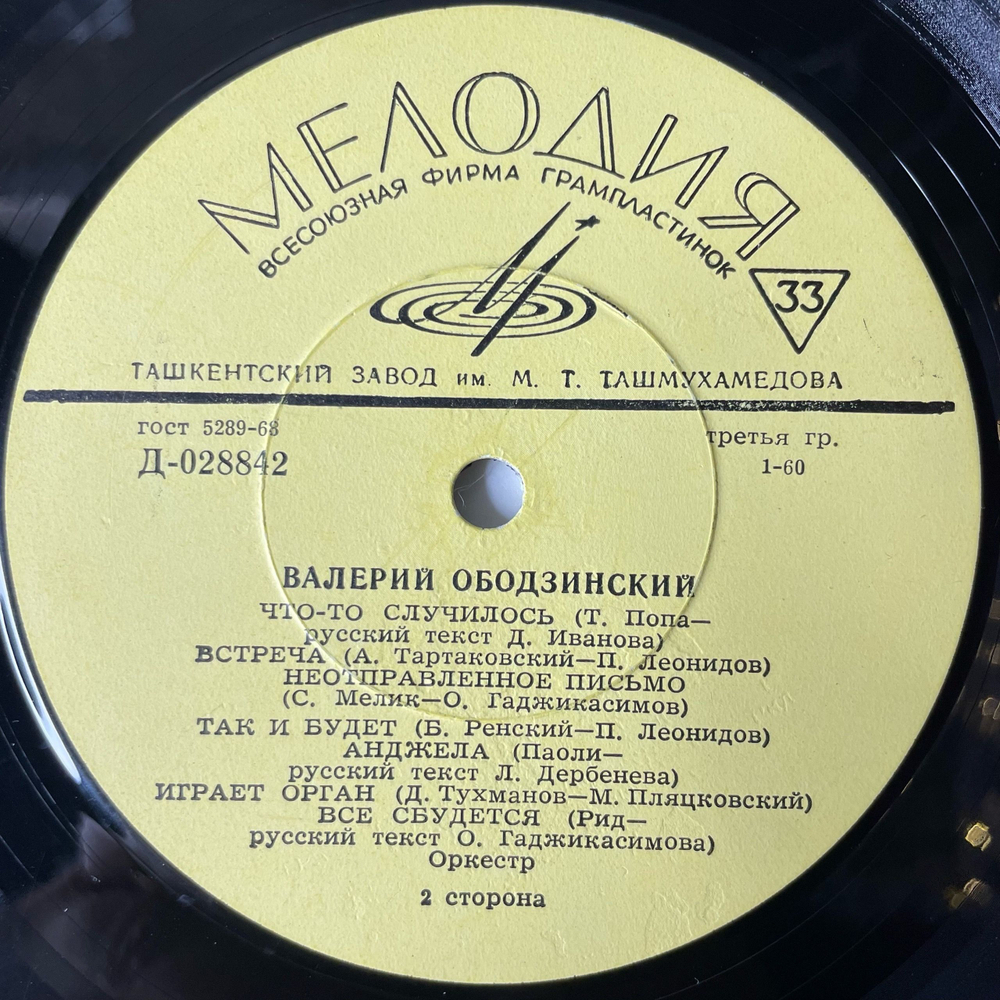 МЕЛОДИЯ
ВСЕСОЮЗНАЯ ФИРМА ГРАМПЛАСТИНОК
33
ТАШКЕНТСКИЙ ЗАВОД им. М. Т. ТАШМУХАМЕДОВА
гост 5289-68
третья гр.
Д-028842
1-60
ВАЛЕРИЙ ОБОДЗИНСКИЙ
ЧТО-ТО СЛУЧИЛОСЬ (Т. Попа—
русский текст Д. Иванова)
ВСТРЕЧА (А. Тартаковский—П. Леонидов)
НЕОТПРАВЛЕННОЕ ПИСЬМО
(С. Мелик—О. Гаджикасимов)
ТАК И БУДЕТ (Б. Ренский—П. Леонидов)
АНДЖЕЛА (Паоли—
русский текст Л. Дербенева)
ИГРАЕТ ОРГАН (Д. Тухманов—М. Пляцковский)
ВСЕ СБУДЕТСЯ (Рид—
русский текст О. Гаджикасимова)
Оркестр
2 сторона